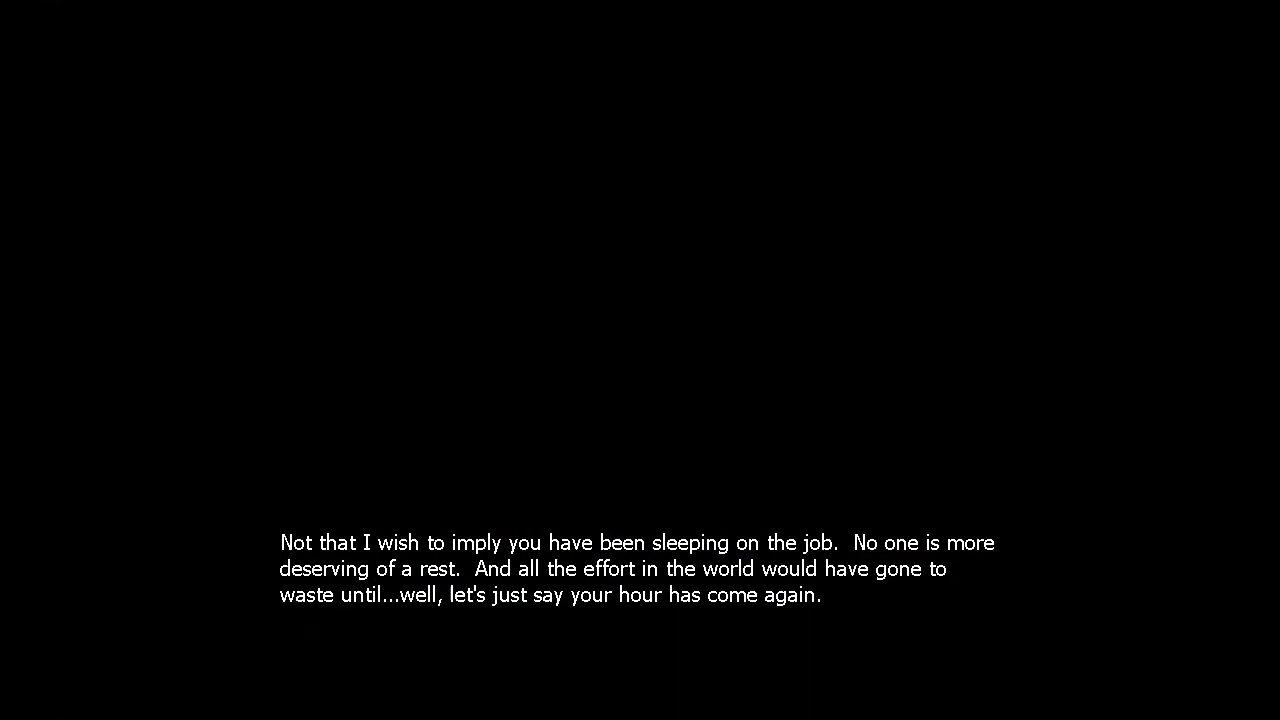 Not that I wish to imply you have been sleeping on the job.  No one is more
deserving of a rest.  And all the effort in the world would have gone to
waste until...well, let's just say your hour has come again.